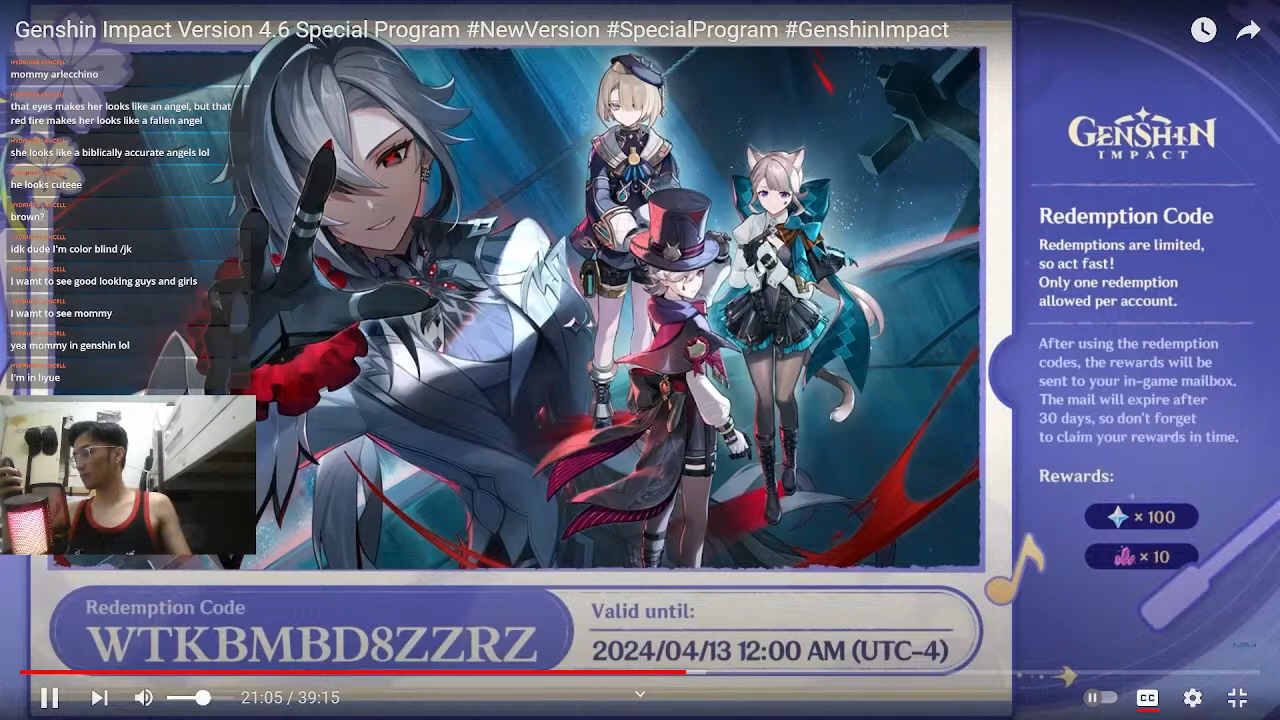 Genshin Impact Version 4.6 Special Program #NewVersion #SpecialProgram #GenshinImpact
mommy arlecchino
that eyes makes her looks like an angel, but that
red fire makes her looks like a fallen angel
she looks like a biblically accurate angels lol
he looks cuteee
brown?
idk dude I'm color blind /jk
I wamt to see good looking guys and girls
I wamt to see mommy
yea mommy in genshin lol
I'm in liyue
GENSHIN
IMPACT
Redemption Code
Redemptions are limited,
so act fast!
Only one redemption
allowed per account.
After using the redemption
codes, the rewards will be
sent to your in-game mailbox.
The mail will expire after
30 days, so don't forget
to claim your rewards in time.
Rewards:
× 100
× 10
Redemption Code
WTKBMBD8ZZRZ
Valid until:
2024/04/13 12:00 AM (UTC-4)
21:05 / 39:15
CC